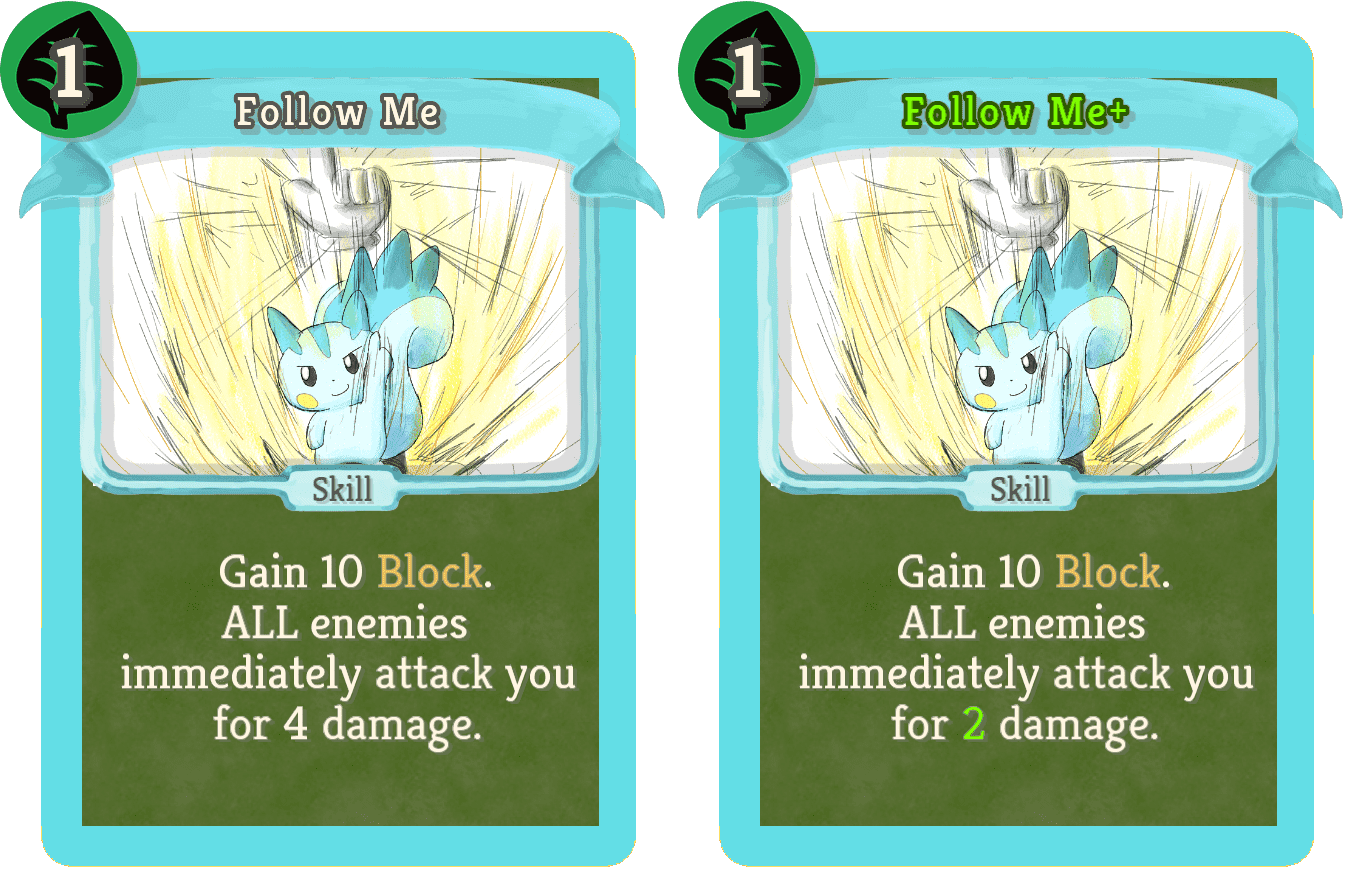 1
Follow Me
Skill
Gain 10 Block.
ALL enemies
immediately attack you
for 4 damage.
1
Follow Me+
Skill
Gain 10 Block.
ALL enemies
immediately attack you
for 2 damage.